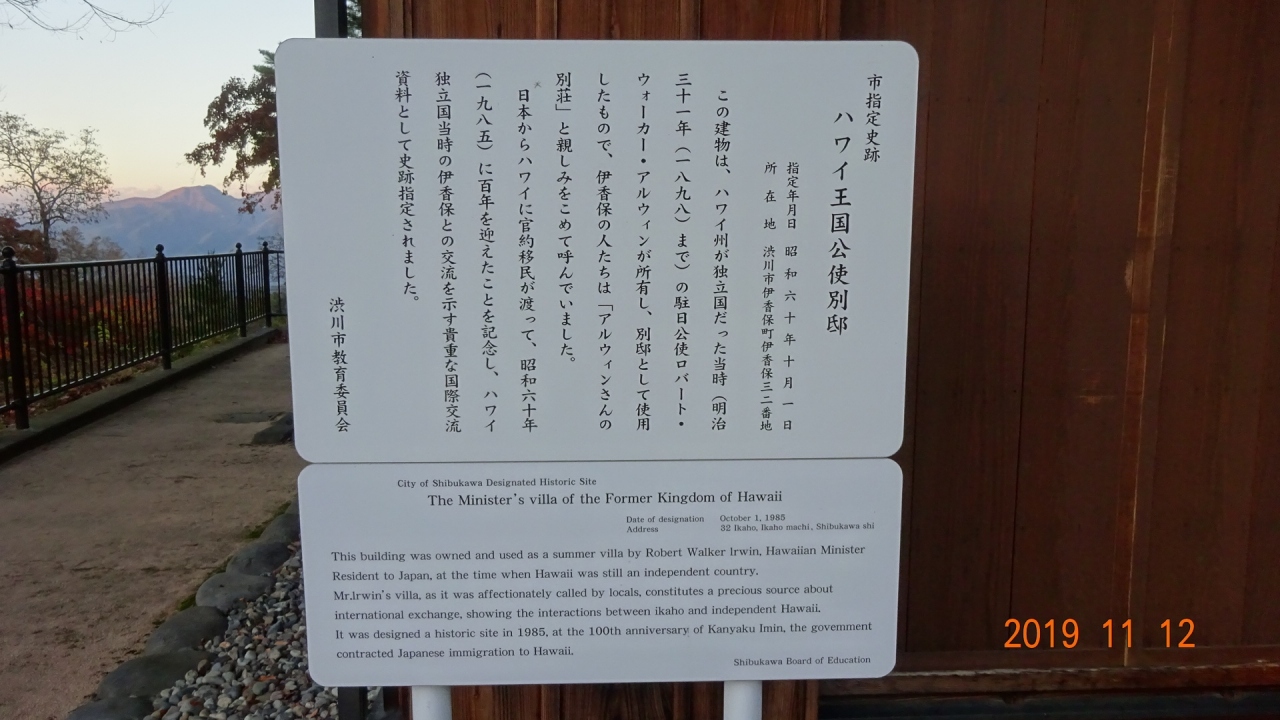 市指定史跡
ハワイ王国公使別邸
指定年月日 昭和六十年十月一日
所在地 渋川市伊香保町伊香保三二番地
この建物は、ハワイ州が独立国だった当時（明治
三十一年（一八九八）まで）の駐日公使ロバート・
ウォーカー・アルウィンが所有し、別邸として使用
したもので、伊香保の人たちは「アルウィンさんの
別荘」と親しみをこめて呼んでいました。
日本からハワイに官約移民が渡って、昭和六十年
（一九八五）に百年を迎えたことを記念し、ハワイ
独立国当時の伊香保との交流を示す貴重な国際交流
資料として史跡指定されました。
渋川市教育委員会
City of Shibukawa Designated Historic Site
The Minister's villa of the Former Kingdom of Hawaii
Date of designation October 1, 1985
Address 32 Ikaho, Ikaho machi, Shibukawa shi
This building was owned and used as a summer villa by Robert Walker Irwin, Hawaiian Minister
Resident to Japan, at the time when Hawaii was still an independent country.
Mr.Irwin's villa, as it was affectionately called by locals, constitutes a precious source about
international exchange, showing the interactions between ikaho and independent Hawaii.
It was designed a historic site in 1985, at the 100th anniversary of Kanyaku Imin, the government
contracted Japanese immigration to Hawaii.
Shibukawa Board of Education
2019 11 12